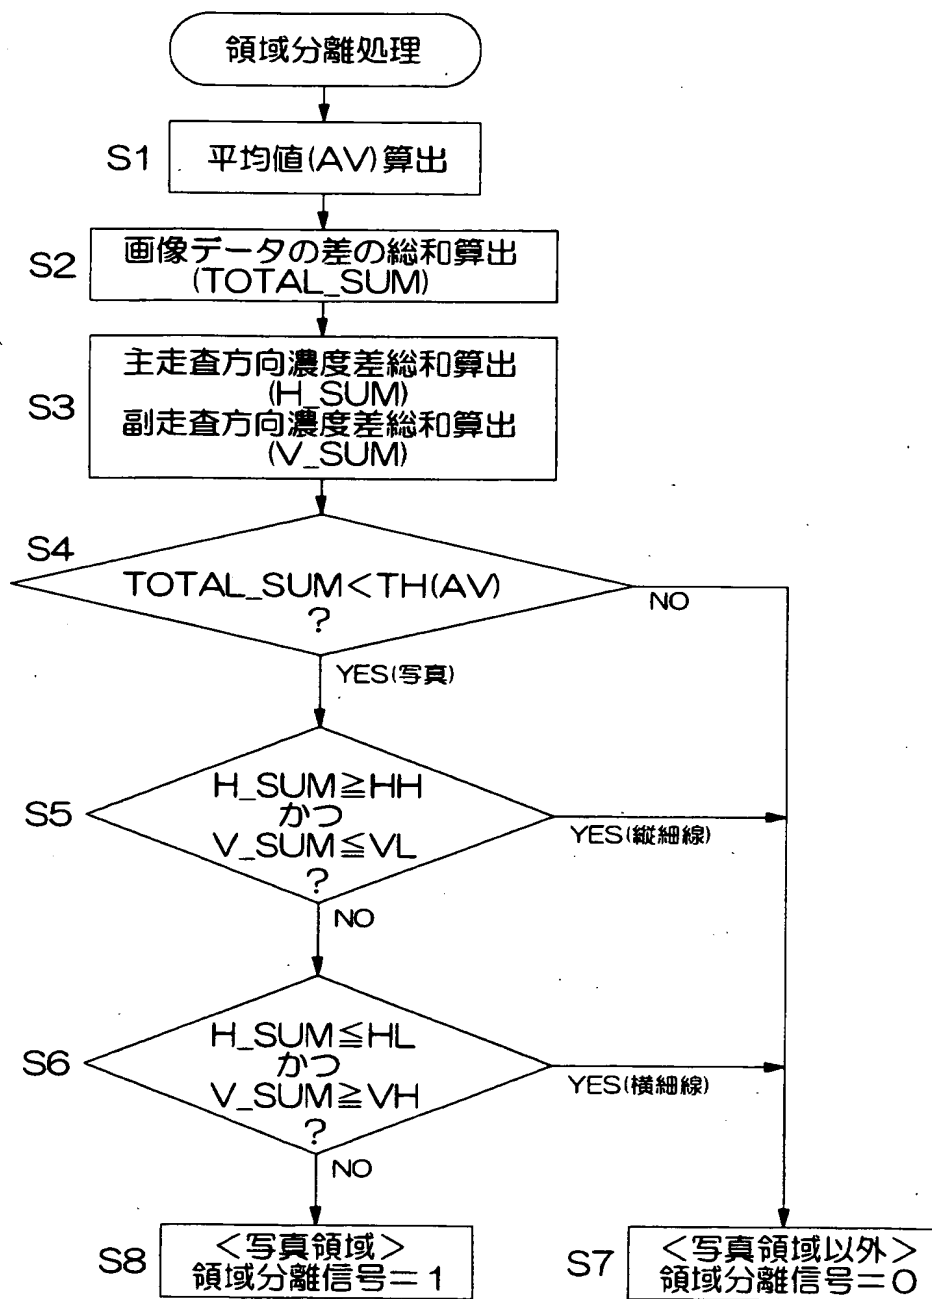 領域分離処理
S1
平均値(AV)算出
S2
画像データの差の総和算出
(TOTAL_SUM)
S3
主走査方向濃度差総和算出
(H_SUM)
副走査方向濃度差総和算出
(V_SUM)
S4
TOTAL_SUM<TH(AV)
?
NO
YES(写真)
S5
H_SUM≧HH
かつ
V_SUM≦VL
?
YES(縦細線)
NO
S6
H_SUM≦HL
かつ
V_SUM≧VH
?
YES(横細線)
NO
S8
<写真領域>
領域分離信号=1
S7
<写真領域以外>
領域分離信号=0